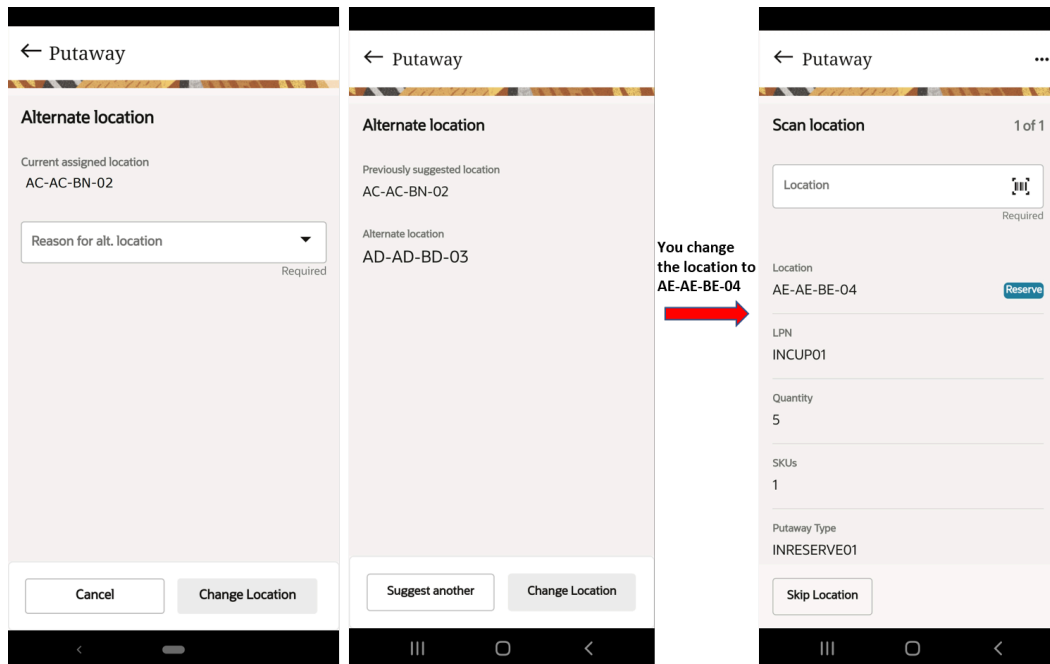 ← Putaway
Alternate location
Current assigned location
AC-AC-BN-02
Reason for alt. location
Required
Cancel
Change Location
← Putaway
Alternate location
Previously suggested location
AC-AC-BN-02
Alternate location
AD-AD-BD-03
Suggest another
Change Location
You change
the location to
AE-AE-BE-04
← Putaway
Scan location 1 of 1
Location
Required
Location
AE-AE-BE-04 Reserve
LPN
INCUP01
Quantity
5
SKUs
1
Putaway Type
INRESERVE01
Skip Location